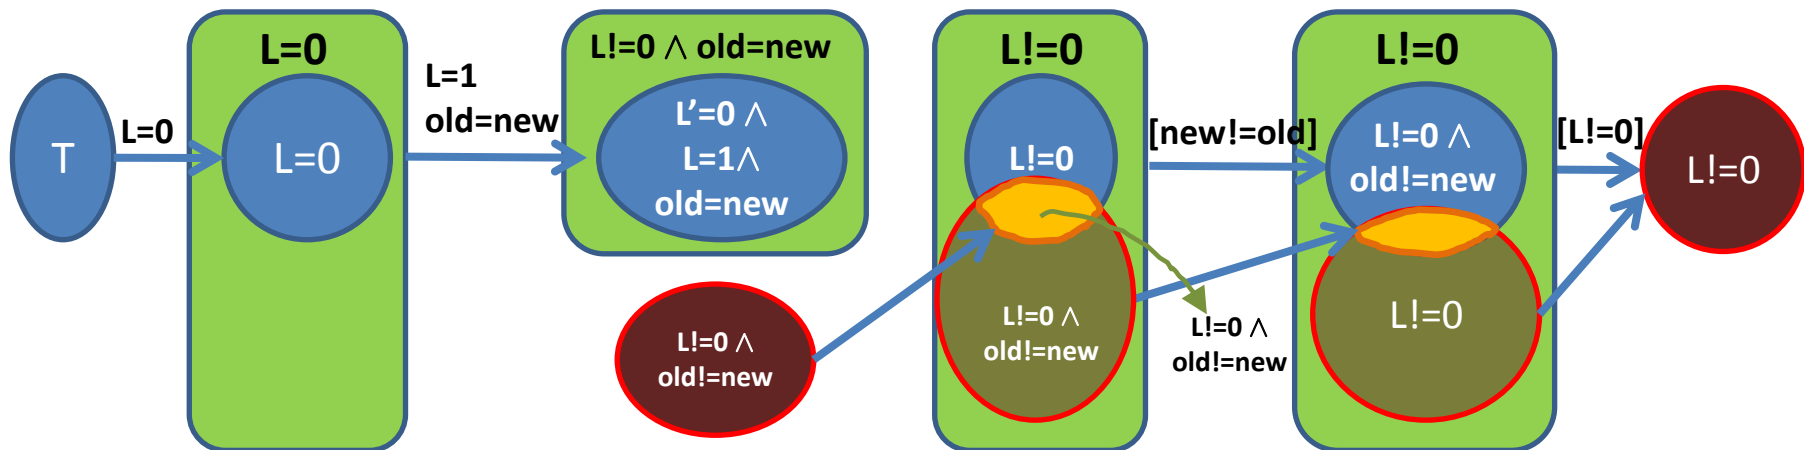 T
L=0
L=0
L=0
L=1
old=new
L!=0 ∧ old=new
L’=0 ∧
L=1∧
old=new
L!=0 ∧
old!=new
L!=0
L!=0
L!=0 ∧
old!=new
[new!=old]
L!=0 ∧
old!=new
L!=0
L!=0 ∧
old!=new
L!=0
[L!=0]
L!=0